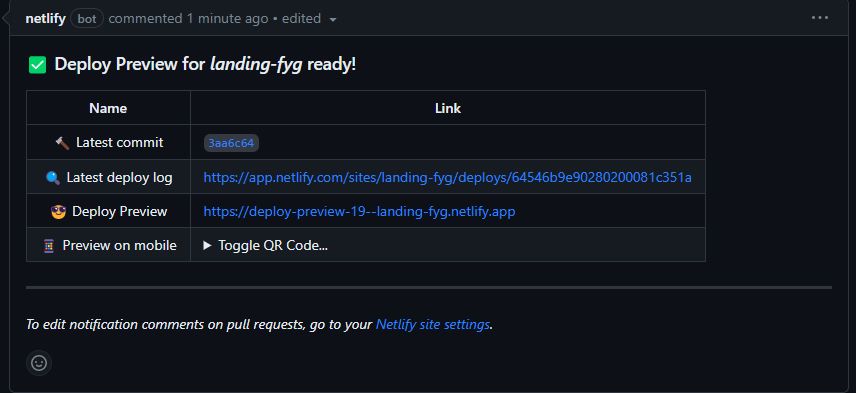 netlify bot commented 1 minute ago • edited
Deploy Preview for landing-fyg ready!
Name Link
Latest commit 3aa6c64
Latest deploy log https://app.netlify.com/sites/landing-fyg/deploys/64546b9e90280200081c351a
Deploy Preview https://deploy-preview-19--landing-fyg.netlify.app
Preview on mobile Toggle QR Code...
To edit notification comments on pull requests, go to your Netlify site settings.